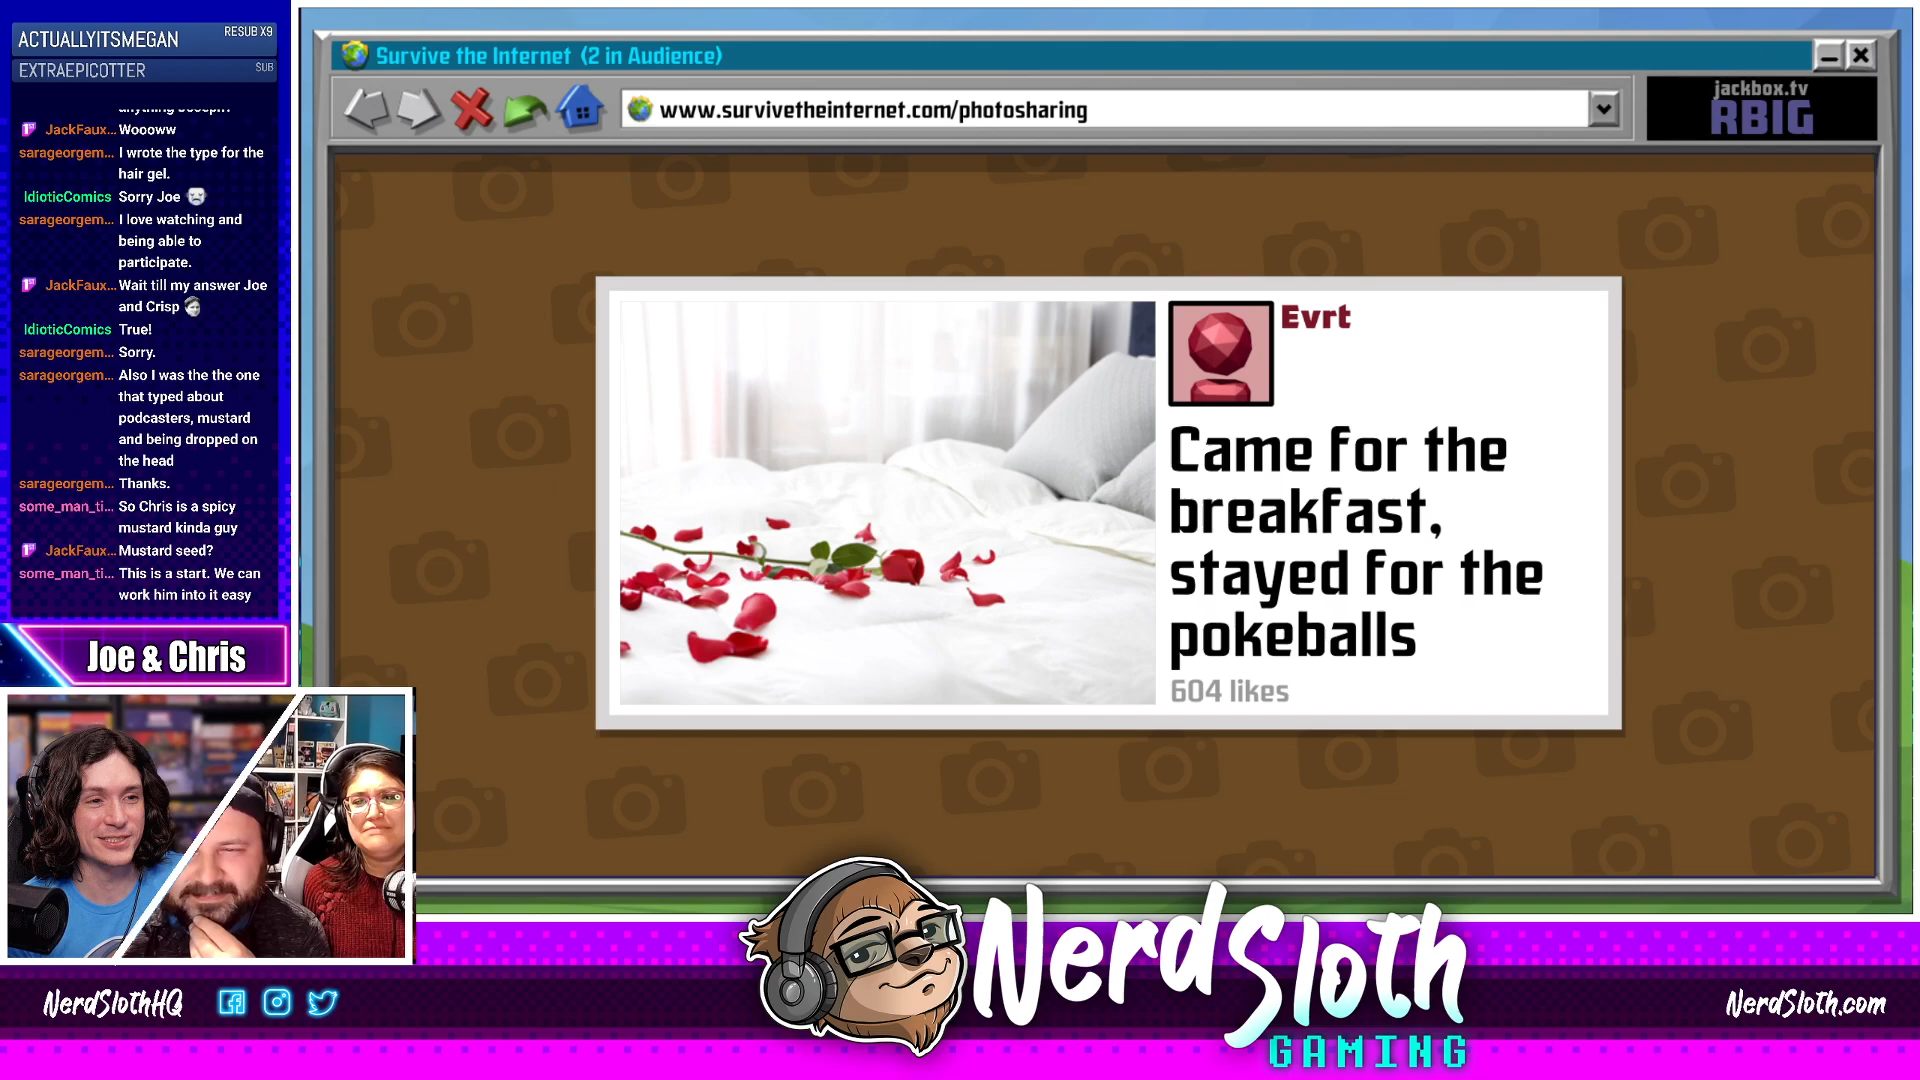 ACTUALLYITSMEGAN RESUB X9
EXTRAEPICOTTER SUB
JackFaux... Woooww
sarageorgem... I wrote the type for the
hair gel.
IdioticComics Sorry Joe
sarageorgem... I love watching and
being able to
participate.
JackFaux... Wait till my answer Joe
and Crisp
IdioticComics True!
sarageorgem... Sorry.
sarageorgem... Also I was the the one
that typed about
podcasters, mustard
and being dropped on
the head
sarageorgem... Thanks.
some_man_ti... So Chris is a spicy
mustard kinda guy
JackFaux... Mustard seed?
some_man_ti... This is a start. We can
work him into it easy
Joe & Chris
Survive the Internet (2 in Audience)
www.survivetheinternet.com/photosharing
jackbox.tv
RBIG
Evrt
Came for the
breakfast,
stayed for the
pokeballs
604 likes
NerdSlothHQ
NerdSloth
GAMING
NerdSloth.com